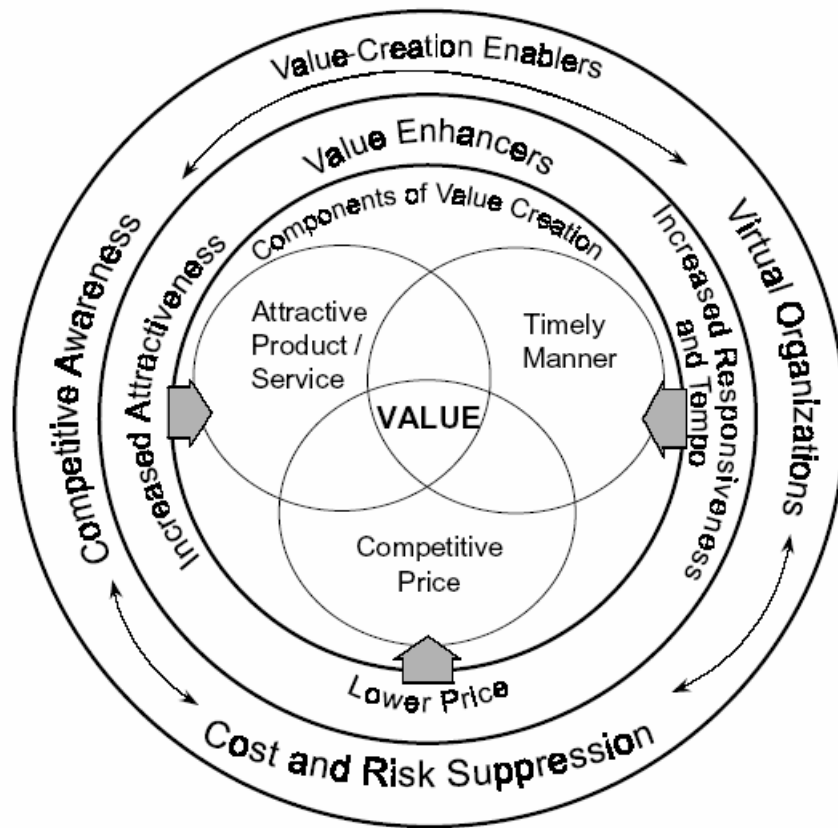 Value-Creation Enablers
Value Enhancers
Components of Value Creation
Competitive Awareness
Increased Attractiveness
Attractive
Product /
Service
Timely
Manner
Increased Responsiveness
and Tempo
Virtual Organizations
VALUE
Competitive
Price
Lower Price
Cost and Risk Suppression